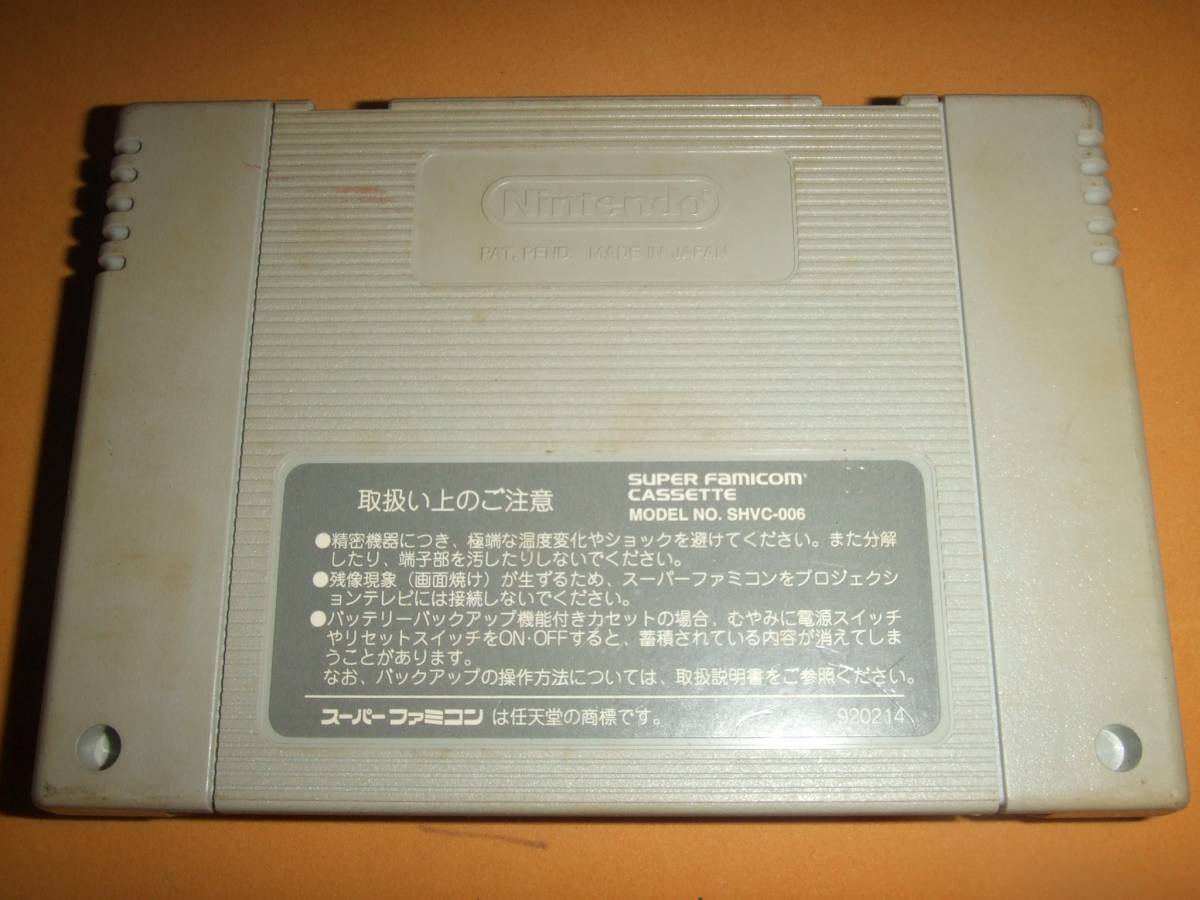 Nintendo®
PAT. PEND. MADE IN JAPAN
取扱い上のご注意
SUPER FAMICOM
CASSETTE
MODEL NO. SHVC-006
●精密機器につき、極端な温度変化やショックを避けてください。また分解
したり、端子部を汚したりしないでください。
●残像現象（画面焼け）が生ずるため、スーパーファミコンをプロジェクシ
ョンテレビには接続しないでください。
●バッテリーバックアップ機能付きカセットの場合、むやみに電源スイッチ
やリセットスイッチをON·OFFすると、蓄積されている内容が消えてしま
うことがあります。
なお、バックアップの操作方法については、取扱説明書をご参照ください。
スーパーファミコン は任天堂の商標です。 920214